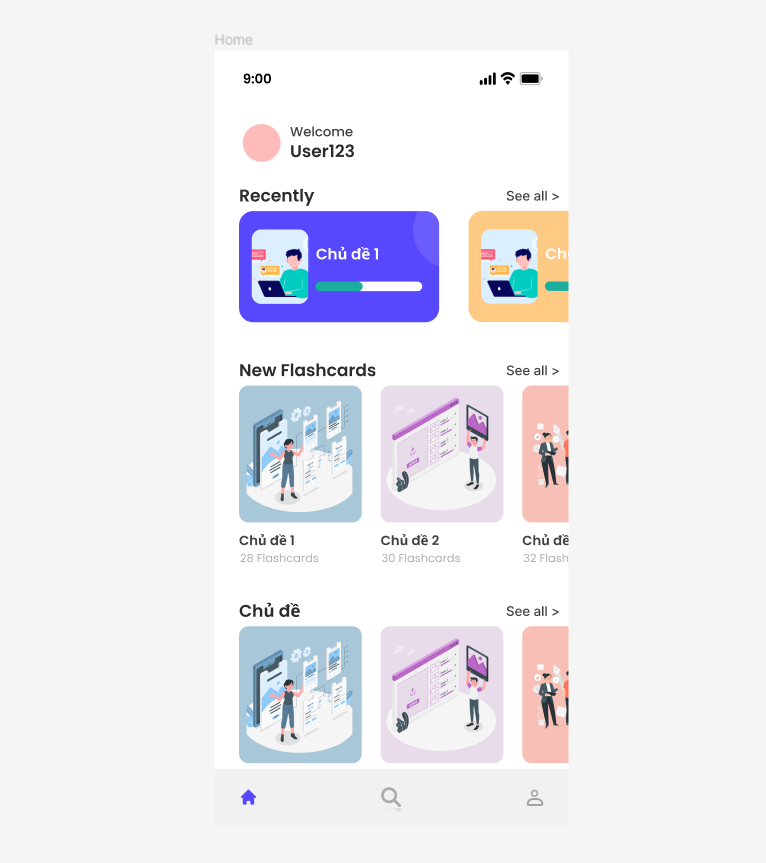 Home
9:00
Welcome
User123
Recently
See all >
Chủ đề 1
New Flashcards
See all >
Chủ đề 1
Chủ đề 2
28 Flashcards
30 Flashcards
Chủ đề
See all >